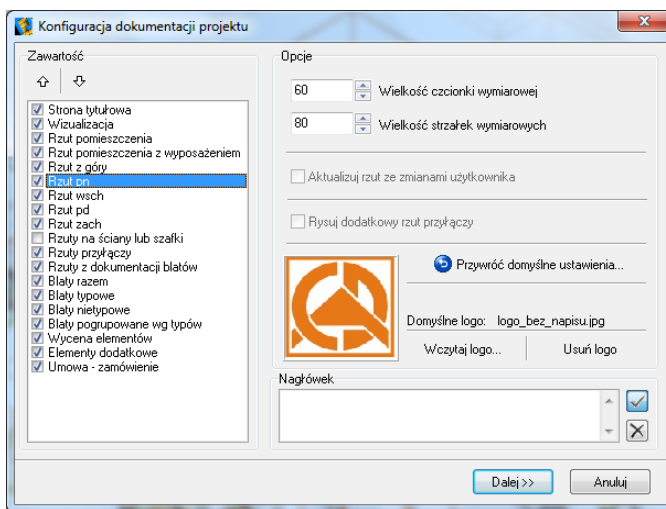 Konfiguracja dokumentacji projektu
Zawartość
Strona tytułowa
Wizualizacja
Rzut pomieszczenia
Rzut pomieszczenia z wyposażeniem
Rzut z góry
Rzut pn
Rzut wsch
Rzut pd
Rzut zach
Rzuty na ściany lub szafki
Rzuty przyłączy
Rzuty z dokumentacji blatów
Blaty razem
Blaty typowe
Blaty nietypowe
Blaty pogrupowane wg typów
Wycena elementów
Elementy dodatkowe
Umowa - zamówienie
Opcje
60 Wielkość czcionki wymiarowej
80 Wielkość strzałek wymiarowych
Aktualizuj rzut ze zmianami użytkownika
Rysuj dodatkowy rzut przyłączy
Przywróć domyślne ustawienia...
Domyślne logo: logo_bez_napisu.jpg
Wczytaj logo... Usuń logo
Nagłówek
Dalej >> Anuluj